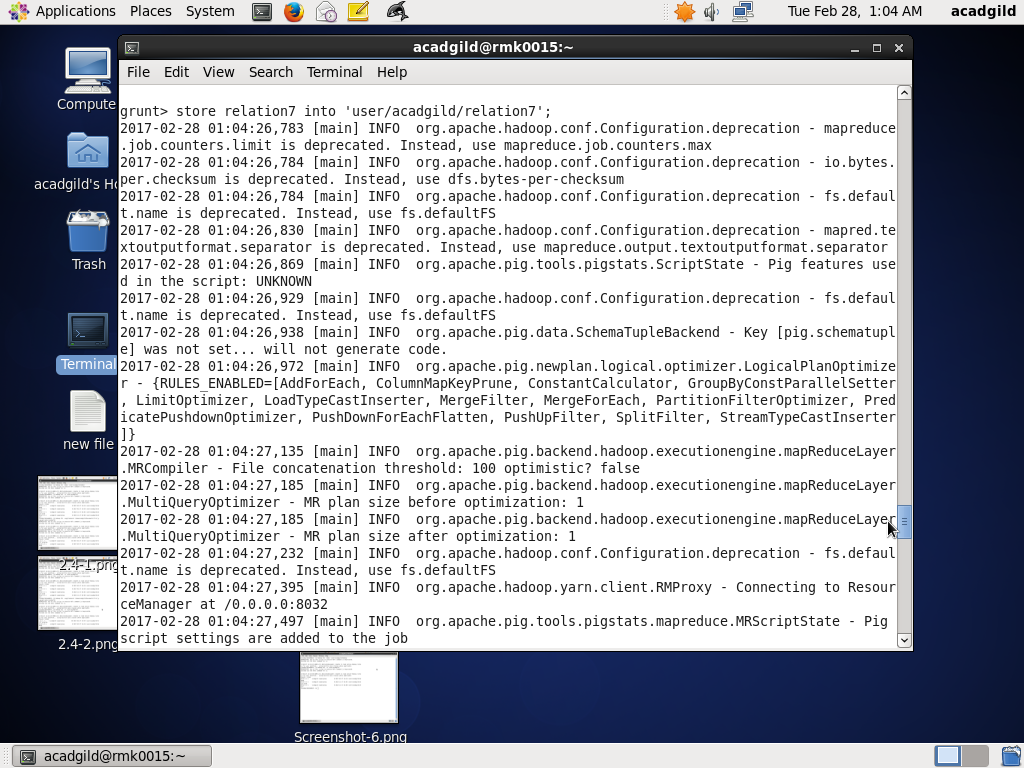 Applications Places System Tue Feb 28, 1:04 AM acadgild
acadgild@rmk0015:~
File Edit View Search Terminal Help
Compute
acadgild's Ho
Trash
Terminal
new file
2.4-1.png
2.4-2.png
grunt> store relation7 into 'user/acadgild/relation7';
2017-02-28 01:04:26,783 [main] INFO  org.apache.hadoop.conf.Configuration.deprecation - mapreduce
.job.counters.limit is deprecated. Instead, use mapreduce.job.counters.max
2017-02-28 01:04:26,784 [main] INFO  org.apache.hadoop.conf.Configuration.deprecation - io.bytes.
per.checksum is deprecated. Instead, use dfs.bytes-per-checksum
2017-02-28 01:04:26,784 [main] INFO  org.apache.hadoop.conf.Configuration.deprecation - fs.defaul
t.name is deprecated. Instead, use fs.defaultFS
2017-02-28 01:04:26,830 [main] INFO  org.apache.hadoop.conf.Configuration.deprecation - mapred.te
xtoutputformat.separator is deprecated. Instead, use mapreduce.output.textoutputformat.separator
2017-02-28 01:04:26,869 [main] INFO  org.apache.pig.tools.pigstats.ScriptState - Pig features use
d in the script: UNKNOWN
2017-02-28 01:04:26,929 [main] INFO  org.apache.hadoop.conf.Configuration.deprecation - fs.defaul
t.name is deprecated. Instead, use fs.defaultFS
2017-02-28 01:04:26,938 [main] INFO  org.apache.pig.data.SchemaTupleBackend - Key [pig.schematupl
e] was not set... will not generate code.
2017-02-28 01:04:26,972 [main] INFO  org.apache.pig.newplan.logical.optimizer.LogicalPlanOptimize
r - {RULES_ENABLED=[AddForEach, ColumnMapKeyPrune, ConstantCalculator, GroupByConstParallelSetter
, LimitOptimizer, LoadTypeCastInserter, MergeFilter, MergeForEach, PartitionFilterOptimizer, Pred
icatePushdownOptimizer, PushDownForEachFlatten, PushUpFilter, SplitFilter, StreamTypeCastInserter
]}
2017-02-28 01:04:27,135 [main] INFO  org.apache.pig.backend.hadoop.executionengine.mapReduceLayer
.MRCompiler - File concatenation threshold: 100 optimistic? false
2017-02-28 01:04:27,185 [main] INFO  org.apache.pig.backend.hadoop.executionengine.mapReduceLayer
.MultiQueryOptimizer - MR plan size before optimization: 1
2017-02-28 01:04:27,185 [main] INFO  org.apache.pig.backend.hadoop.executionengine.mapReduceLayer
.MultiQueryOptimizer - MR plan size after optimization: 1
2017-02-28 01:04:27,232 [main] INFO  org.apache.hadoop.conf.Configuration.deprecation - fs.defaul
t.name is deprecated. Instead, use fs.defaultFS
2017-02-28 01:04:27,395 [main] INFO  org.apache.hadoop.yarn.client.RMProxy - Connecting to Resour
ceManager at /0.0.0.0:8032
2017-02-28 01:04:27,497 [main] INFO  org.apache.pig.tools.pigstats.mapreduce.MRScriptState - Pig
script settings are added to the job
Screenshot-6.png
acadgild@rmk0015:~